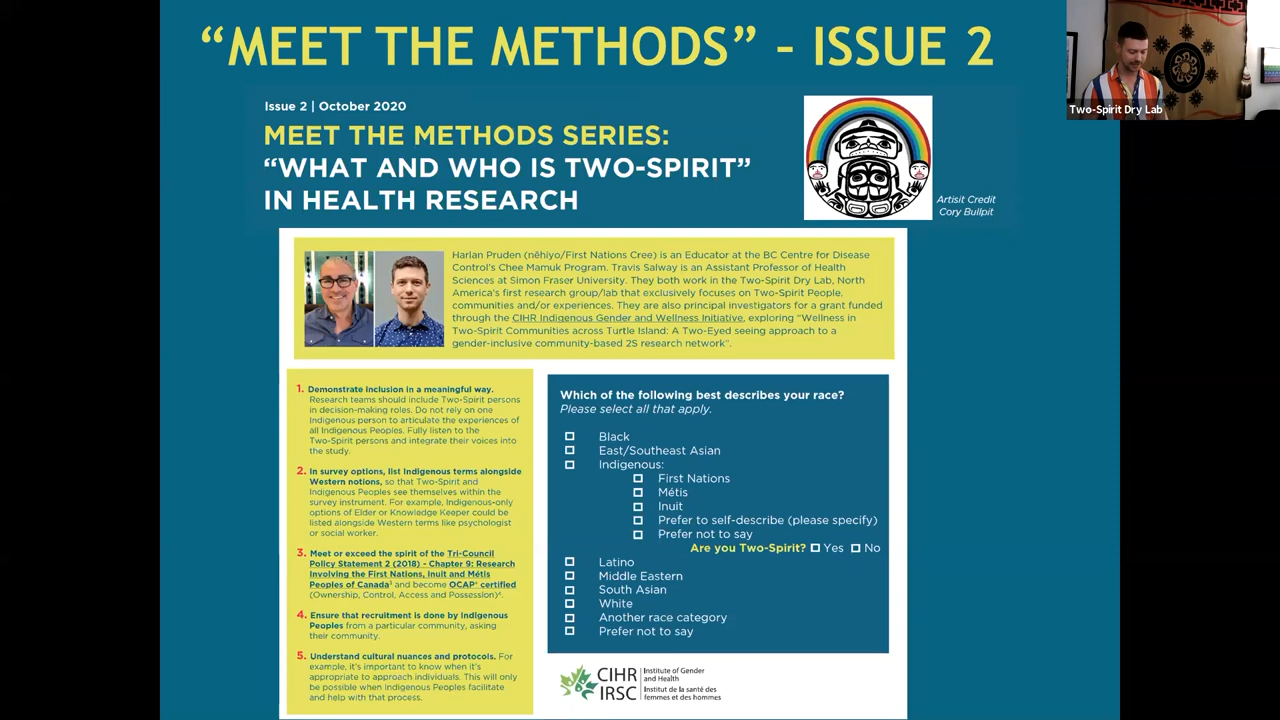 “MEET THE METHODS” - ISSUE 2
Issue 2 | October 2020
MEET THE METHODS SERIES:
“WHAT AND WHO IS TWO-SPIRIT”
IN HEALTH RESEARCH
Artisit Credit
Cory Bullpit
Two-Spirit Dry Lab
Harlan Pruden (nēhiyo/First Nations Cree) is an Educator at the BC Centre for Disease
Control's Chee Mamuk Program. Travis Salway is an Assistant Professor of Health
Sciences at Simon Fraser University. They both work in the Two-Spirit Dry Lab, North
America's first research group/lab that exclusively focuses on Two-Spirit People,
communities and/or experiences. They are also principal investigators for a grant funded
through the CIHR Indigenous Gender and Wellness Initiative, exploring “Wellness in
Two-Spirit Communities across Turtle Island: A Two-Eyed seeing approach to a
gender-inclusive community-based 2S research network”.
1. Demonstrate inclusion in a meaningful way.
Research teams should include Two-Spirit persons
in decision-making roles. Do not rely on one
Indigenous person to articulate the experiences of
all Indigenous Peoples. Fully listen to the
Two-Spirit persons and integrate their voices into
the study.
2. In survey options, list Indigenous terms alongside
Western notions, so that Two-Spirit and
Indigenous Peoples see themselves within the
survey instrument. For example, Indigenous-only
options of Elder or Knowledge Keeper could be
listed alongside Western terms like psychologist
or social worker.
3. Meet or exceed the spirit of the Tri-Council
Policy Statement 2 (2018) - Chapter 9: Research
Involving the First Nations, Inuit and Métis
Peoples of Canada³ and become OCAP® certified
(Ownership, Control, Access and Possession)⁴.
4. Ensure that recruitment is done by Indigenous
Peoples from a particular community, asking
their community.
5. Understand cultural nuances and protocols. For
example, it's important to know when it's
appropriate to approach individuals. This will only
be possible when Indigenous Peoples facilitate
and help with that process.
Which of the following best describes your race?
Please select all that apply.
Black
East/Southeast Asian
Indigenous:
First Nations
Métis
Inuit
Prefer to self-describe (please specify)
Prefer not to say
Are you Two-Spirit? Yes No
Latino
Middle Eastern
South Asian
White
Another race category
Prefer not to say
CIHR IRSC
Institute of Gender
and Health
Institut de la santé des
femmes et des hommes